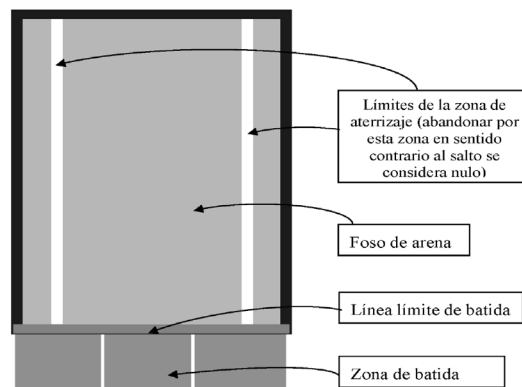 Límites de la zona de
aterrizaje (abandonar por
esta zona en sentido
contrario al salto se
considera nulo)
Foso de arena
Línea límite de batida
Zona de batida